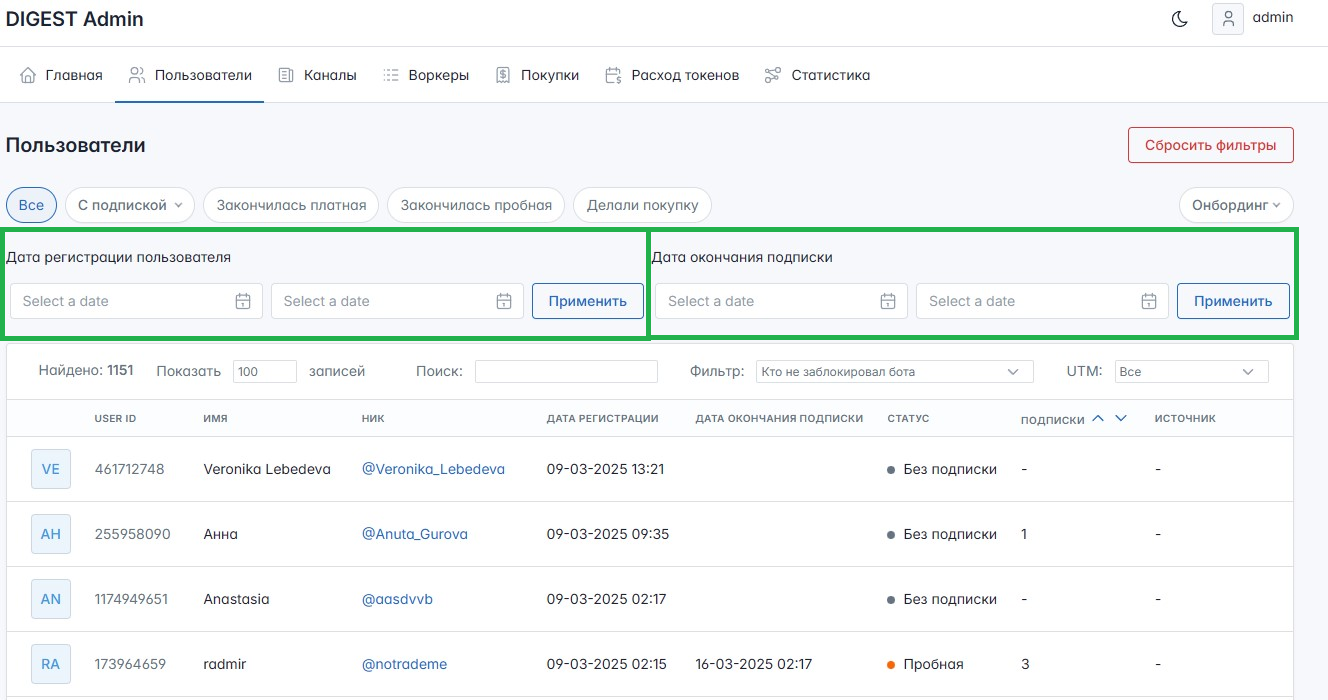 DIGEST Admin
admin
Главная Пользователи Каналы Воркеры Покупки Расход токенов Статистика
Пользователи
Сбросить фильтры
Все С подпиской Закончилась платная Закончилась пробная Делали покупку Онбординг
Дата регистрации пользователя Дата окончания подписки
Select a date Select a date Применить Select a date Select a date Применить
Найдено: 1151 Показать 100 записей Поиск: Фильтр: Кто не заблокировал бота UTM: Все
USER ID ИМЯ НИК ДАТА РЕГИСТРАЦИИ ДАТА ОКОНЧАНИЯ ПОДПИСКИ СТАТУС подписки ИСТОЧНИК
VE 461712748 Veronika Lebedeva @Veronika_Lebedeva 09-03-2025 13:21 Без подписки - -
АН 255958090 Анна @Anuta_Gurova 09-03-2025 09:35 Без подписки 1 -
AN 1174949651 Anastasia @aasdvvb 09-03-2025 02:17 Без подписки - -
RA 173964659 radmir @notrademe 09-03-2025 02:15 16-03-2025 02:17 Пробная 3 -